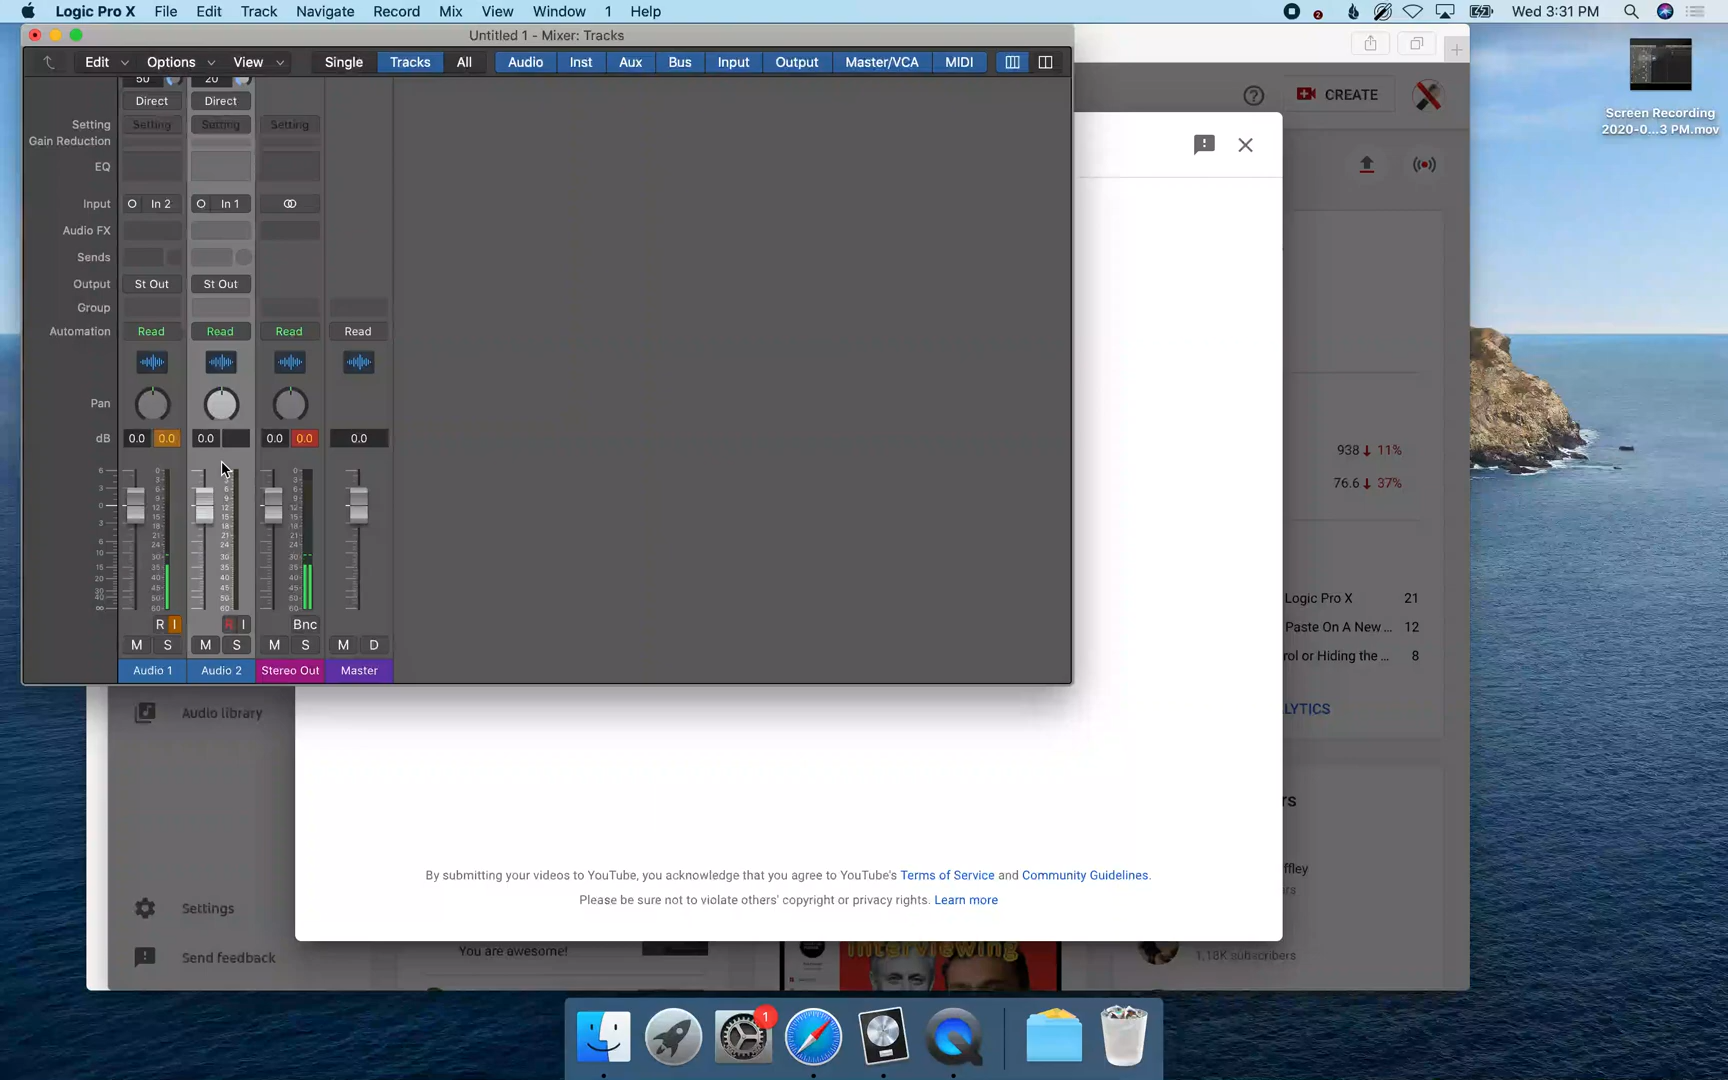 Logic Pro X File Edit Track Navigate Record Mix View Window 1 Help
2 Wed 3:31 PM
Untitled 1 - Mixer: Tracks
Edit Options View Single Tracks All Audio Inst Aux Bus Input Output Master/VCA MIDI
Direct Direct
Setting Setting Setting Setting
Gain Reduction
EQ
Input In 2 In 1
Audio FX
Sends
Output St Out St Out
Group
Automation Read Read Read Read
Pan
dB 0.0 0.0 0.0 0.0 0.0 0.0
R I R I Bnc
M S M S M S M D
Audio 1 Audio 2 Stereo Out Master
CREATE
938 11%
76.6 37%
Logic Pro X 21
Paste On A New ... 12
rol or Hiding the ... 8
LYTICS
rs
ffley
1.18K subscribers
Audio library
Settings
Send feedback
By submitting your videos to YouTube, you acknowledge that you agree to YouTube's Terms of Service and Community Guidelines.
Please be sure not to violate others' copyright or privacy rights. Learn more
You are awesome!
Interviewing
Screen Recording
2020-0...3 PM.mov
1